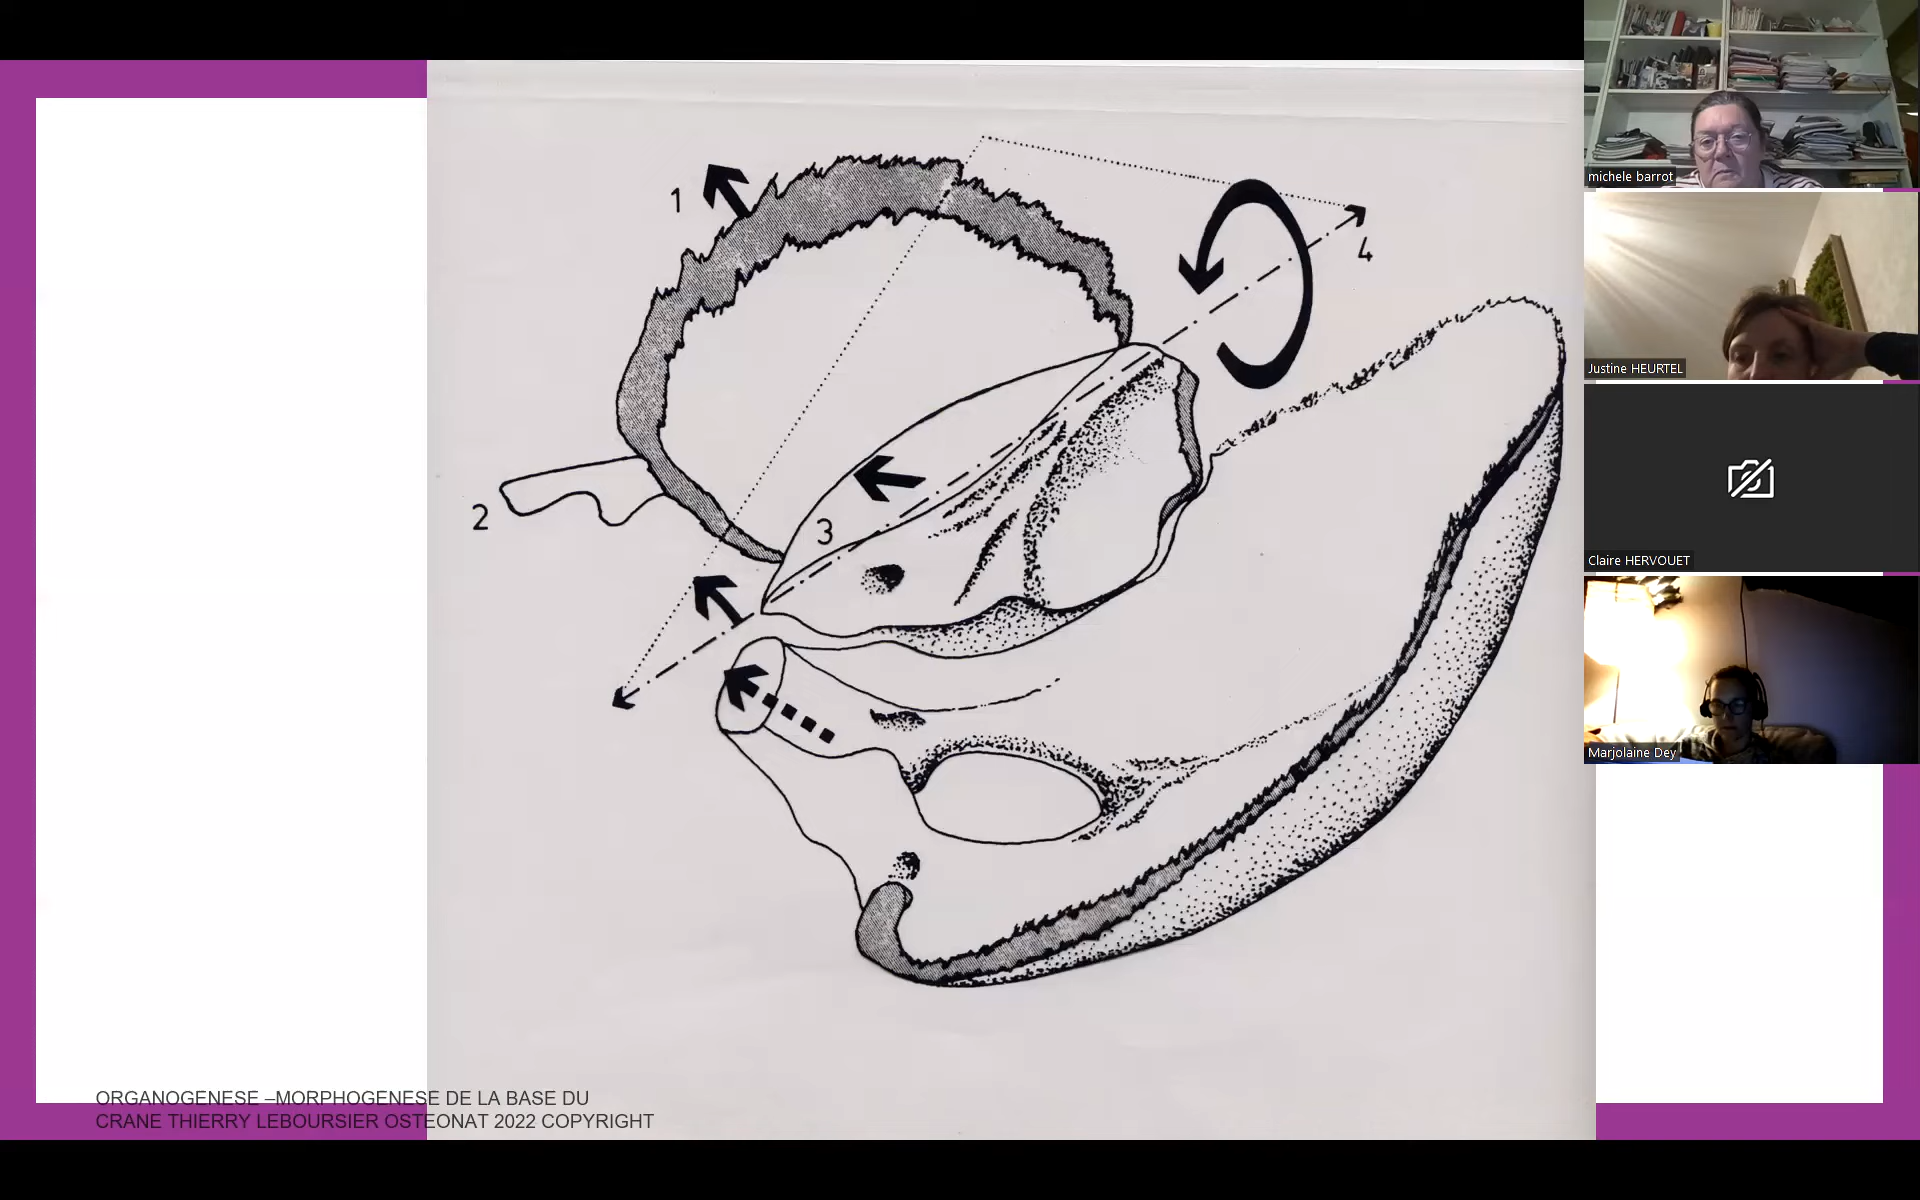 1
2
3
4
ORGANOGENESE –MORPHOGENESE DE LA BASE DU
CRANE THIERRY LEBOURSIER OSTEONAT 2022 COPYRIGHT
michele barrot
Justine HEURTEL
Claire HERVOUET
Marjolaine Dey